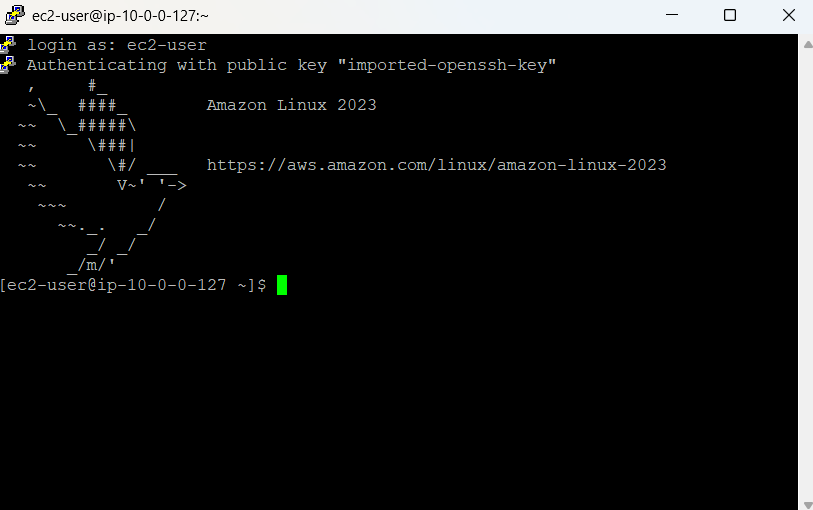 ec2-user@ip-10-0-0-127:~
login as: ec2-user
Authenticating with public key "imported-openssh-key"
   ,     #_
   ~\_  ####_        Amazon Linux 2023
  ~~  \_#####\
  ~~     \###|
  ~~       \#/ ___   https://aws.amazon.com/linux/amazon-linux-2023
   ~~       V~' '->
    ~~~         /
      ~~._.   _/
         _/ _/
       _/m/'
[ec2-user@ip-10-0-0-127 ~]$